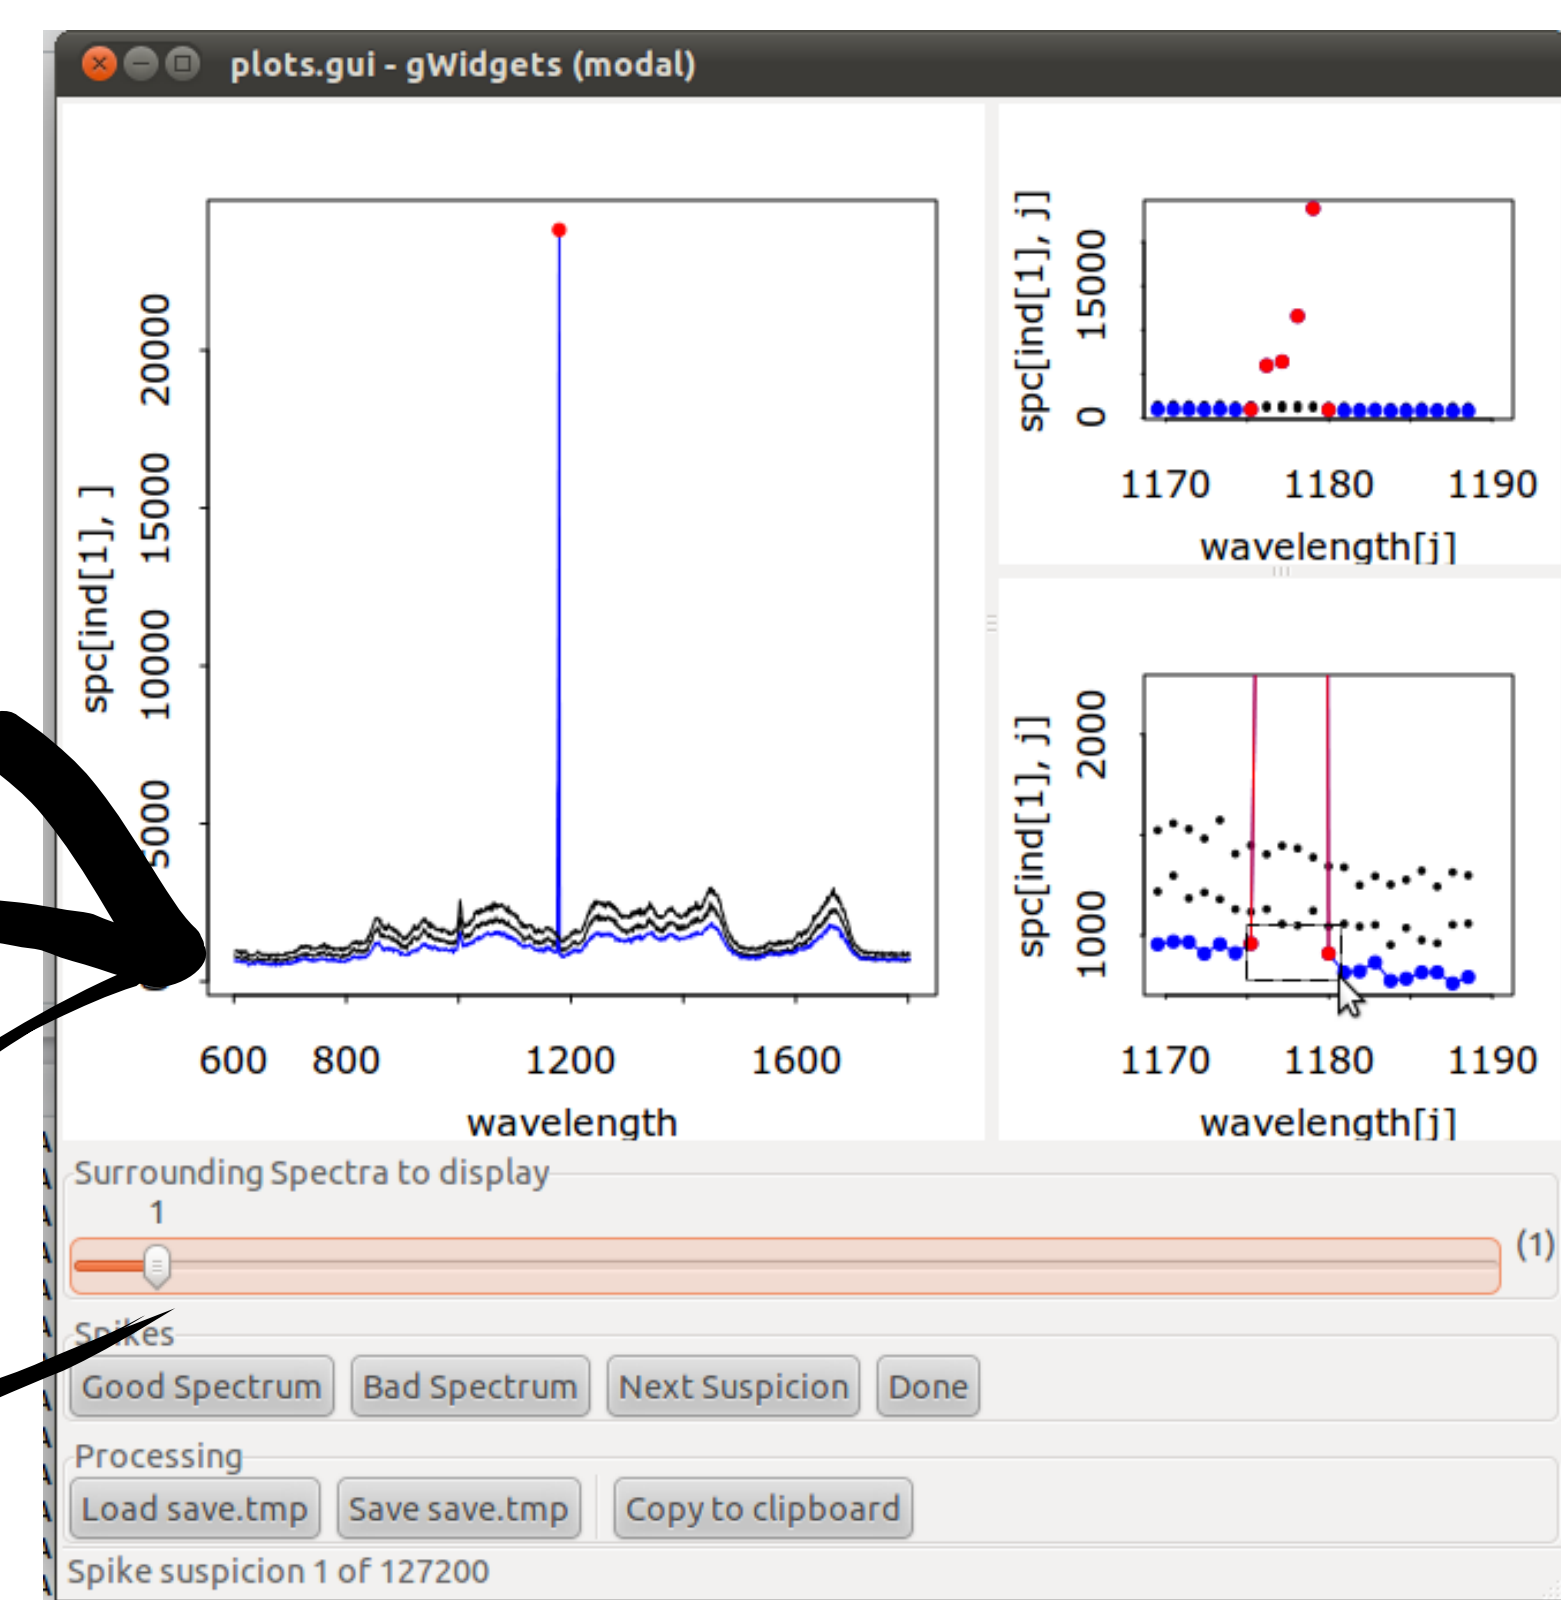 plots.gui - gWidgets (modal)
spc[ind[1], ]
20000
15000
10000
5000
600 800 1200 1600
wavelength
spc[ind[1], j]
15000
0
1170 1180 1190
wavelength[j]
spc[ind[1], j]
2000
1000
1170 1180 1190
wavelength[j]
Surrounding Spectra to display
1
(1)
Spikes
Good Spectrum Bad Spectrum Next Suspicion Done
Processing
Load save.tmp Save save.tmp Copy to clipboard
Spike suspicion 1 of 127200